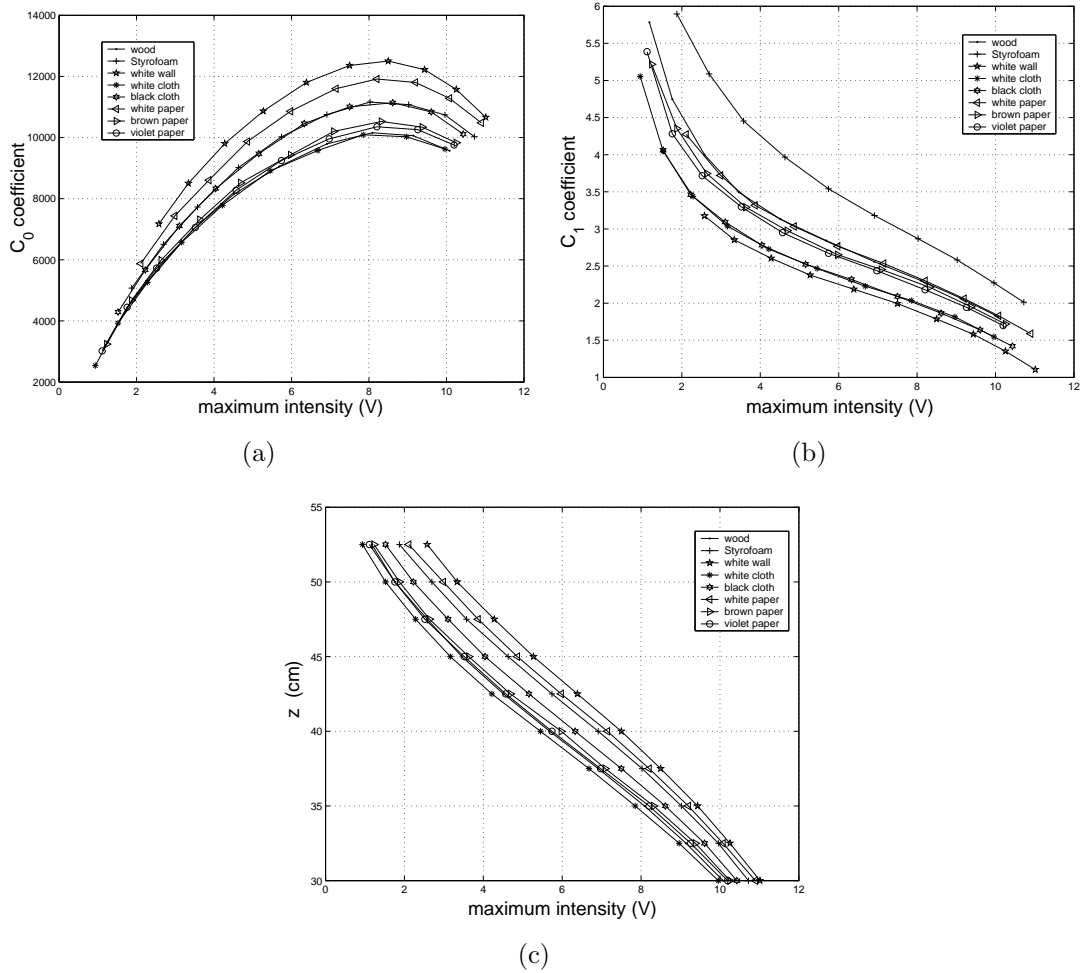 14000
12000
10000
8000
6000
4000
2000
0
2
4
6
8
10
12
C0 coefficient
maximum intensity (V)
wood
Styrofoam
white wall
white cloth
black cloth
white paper
brown paper
violet paper
(a)
6
5.5
5
4.5
4
3.5
3
2.5
2
1.5
1
0
2
4
6
8
10
12
C1 coefficient
maximum intensity (V)
wood
Styrofoam
white wall
white cloth
black cloth
white paper
brown paper
violet paper
(b)
55
50
45
40
35
30
0
2
4
6
8
10
12
z (cm)
maximum intensity (V)
wood
Styrofoam
white wall
white cloth
black cloth
white paper
brown paper
violet paper
(c)